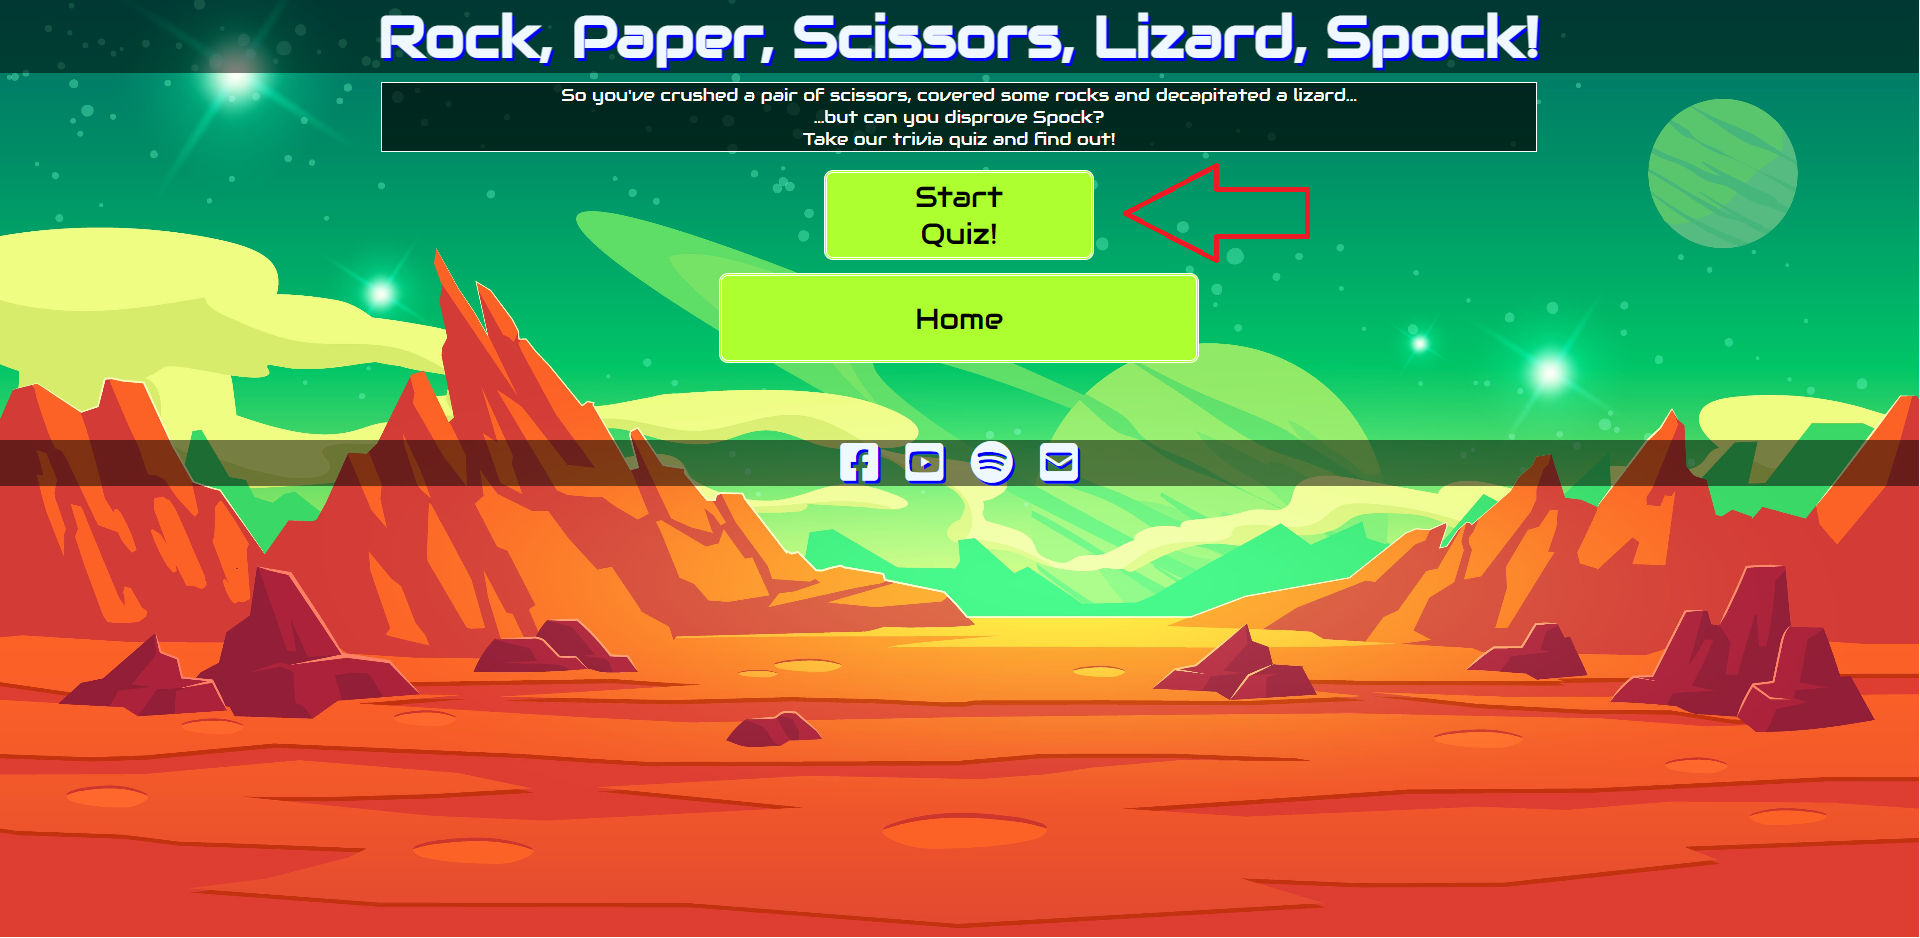 Rock, Paper, Scissors, Lizard, Spock!
So you've crushed a pair of scissors, covered some rocks and decapitated a lizard...
...but can you disprove Spock?
Take our trivia quiz and find out!
Start
Quiz!
Home